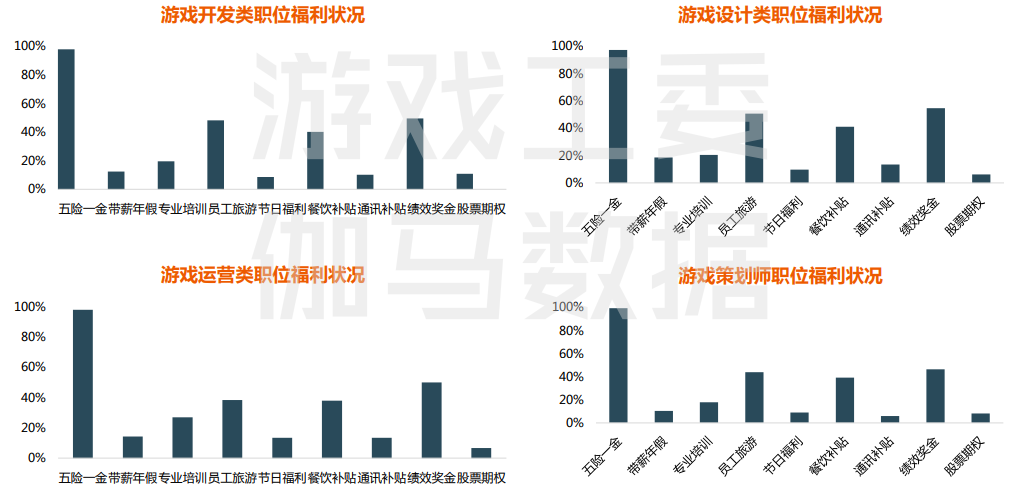 游戏开发类职位福利状况
100%
80%
60%
40%
20%
0%
五险一金 带薪年假 专业培训 员工旅游 节日福利 餐饮补贴 通讯补贴 绩效奖金 股票期权
游戏设计类职位福利状况
100%
80%
60%
40%
20%
0%
五险一金 带薪年假 专业培训 员工旅游 节日福利 餐饮补贴 通讯补贴 绩效奖金 股票期权
游戏运营类职位福利状况
100%
80%
60%
40%
20%
0%
五险一金 带薪年假 专业培训 员工旅游 节日福利 餐饮补贴 通讯补贴 绩效奖金 股票期权
游戏策划师职位福利状况
100%
80%
60%
40%
20%
0%
五险一金 带薪年假 专业培训 员工旅游 节日福利 餐饮补贴 通讯补贴 绩效奖金 股票期权
游戏工委
伽马数据